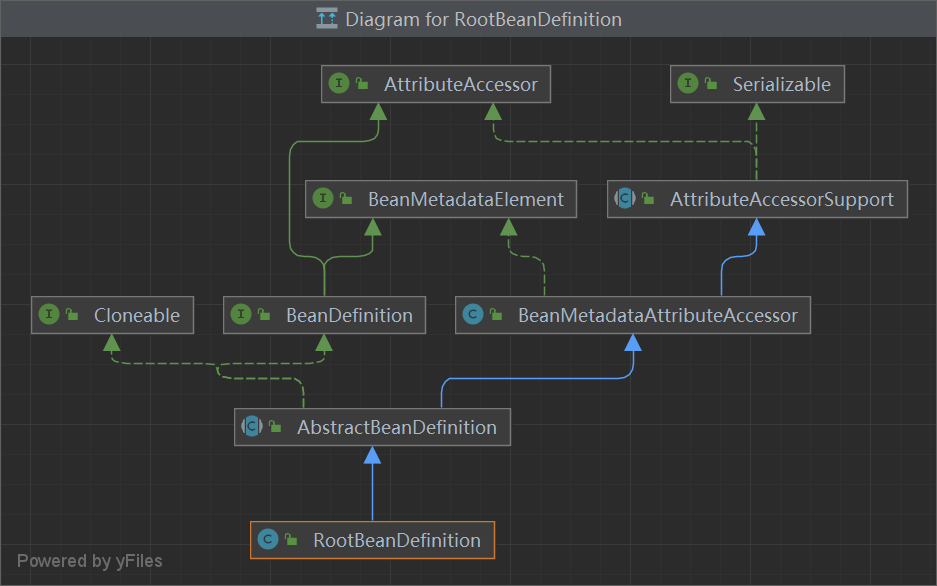 Diagram for RootBeanDefinition
I AttributeAccessor
I Serializable
I BeanMetadataElement
C AttributeAccessorSupport
I Cloneable
I BeanDefinition
C BeanMetadataAttributeAccessor
C AbstractBeanDefinition
C RootBeanDefinition
Powered by yFiles